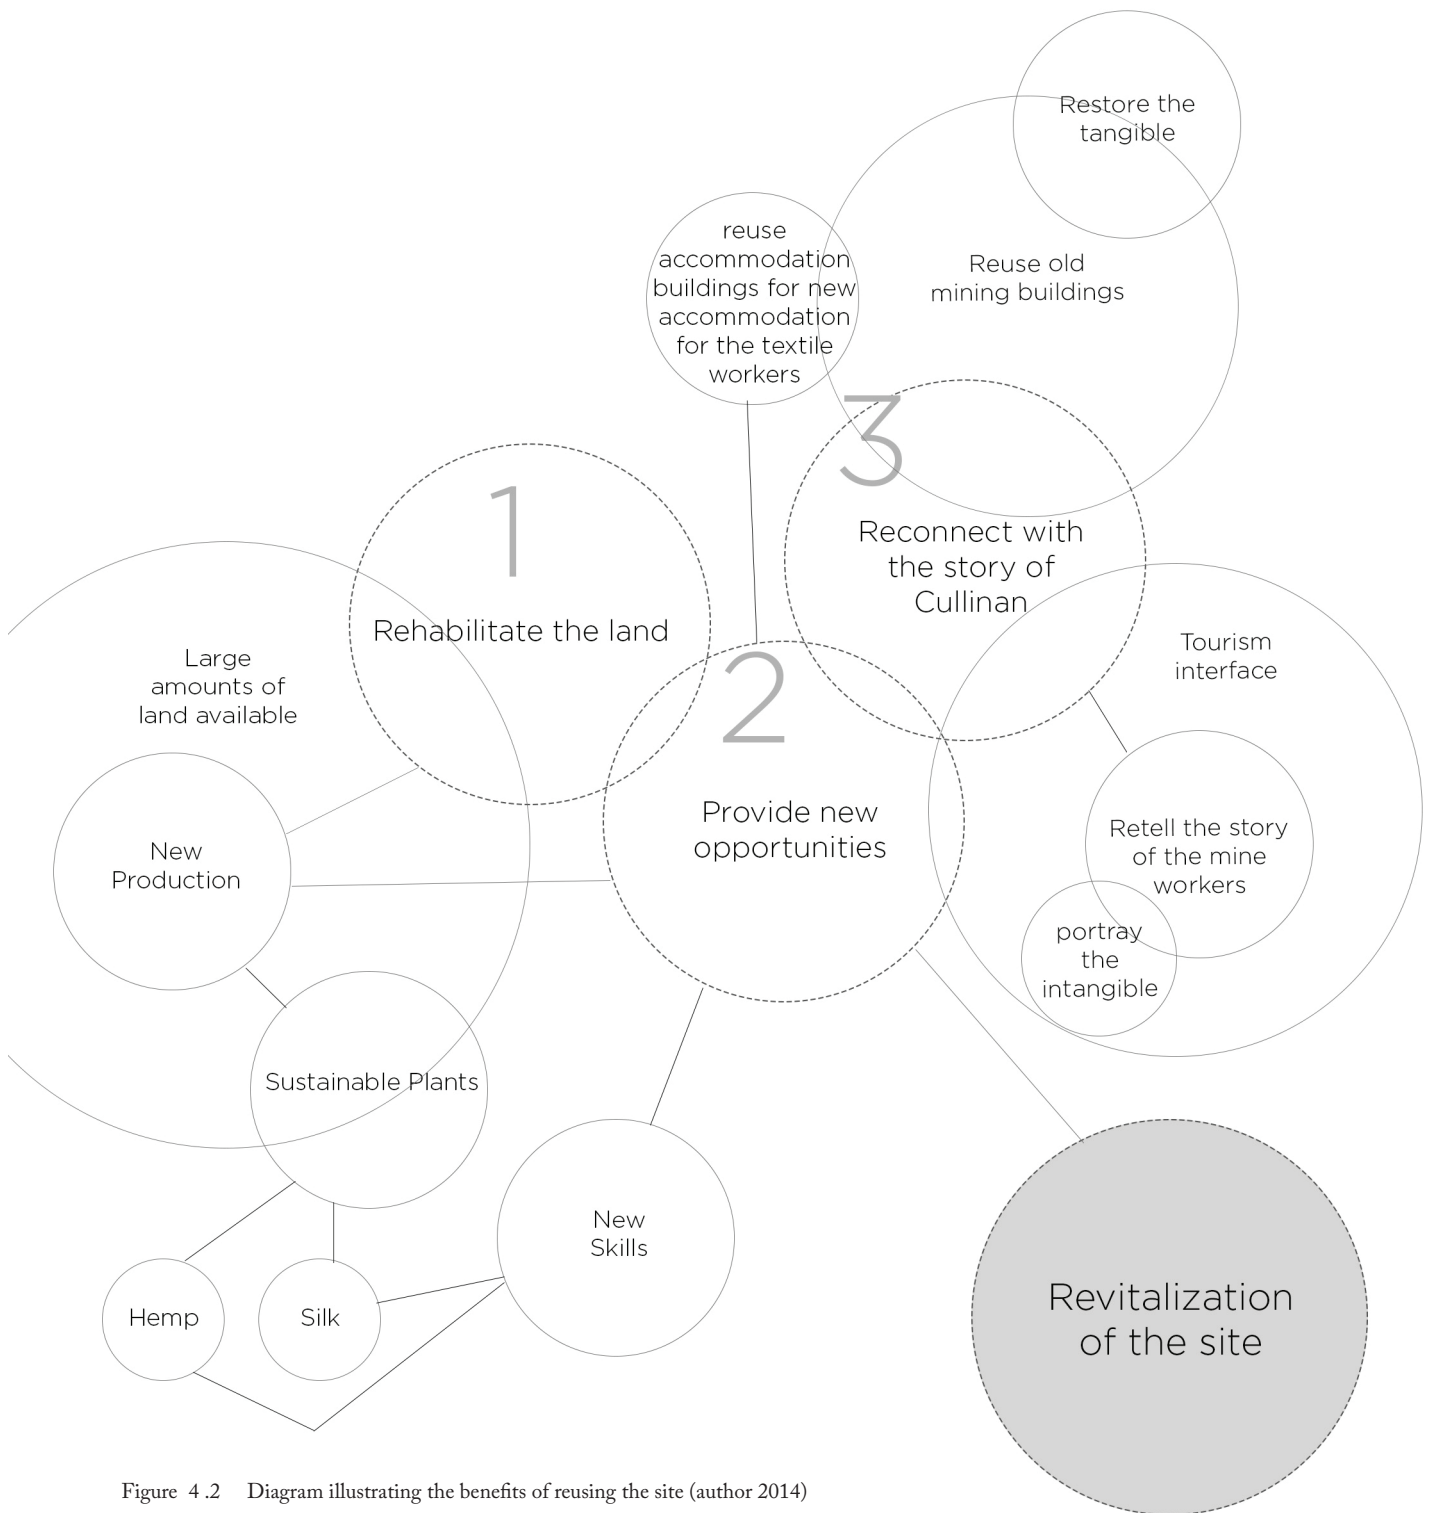 Restore the
tangible
reuse
accommodation
buildings for new
accommodation
for the textile
workers
Reuse old
mining buildings
3
Reconnect with
the story of
Cullinan
1
Rehabilitate the land
Large
amounts of
land available
Tourism
interface
2
Provide new
opportunities
New
Production
Retell the story
of the mine
workers
portray
the
intangible
Sustainable Plants
New
Skills
Hemp
Silk
Revitalization
of the site
Figure 4 .2 Diagram illustrating the benefits of reusing the site (author 2014)